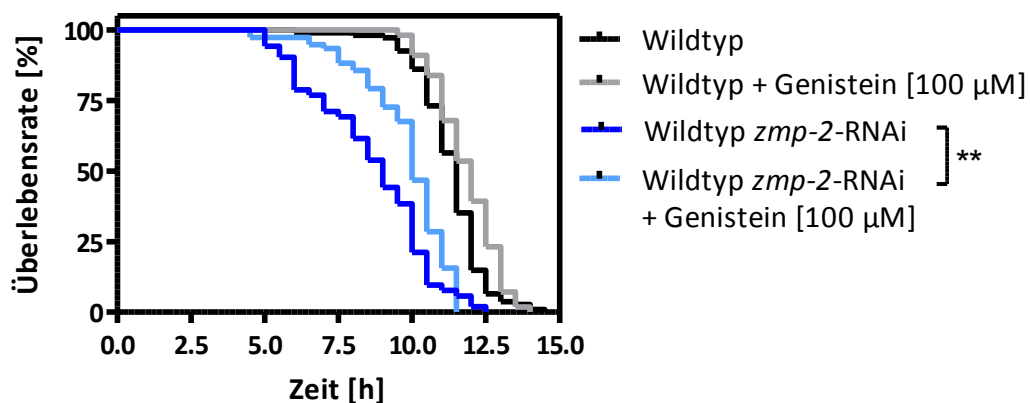 Überlebensrate [%]
100
75
50
25
0
0.0 2.5 5.0 7.5 10.0 12.5 15.0
Zeit [h]
Wildtyp
Wildtyp + Genistein [100 µM]
Wildtyp zmp-2-RNAi
Wildtyp zmp-2-RNAi
+ Genistein [100 µM]
**